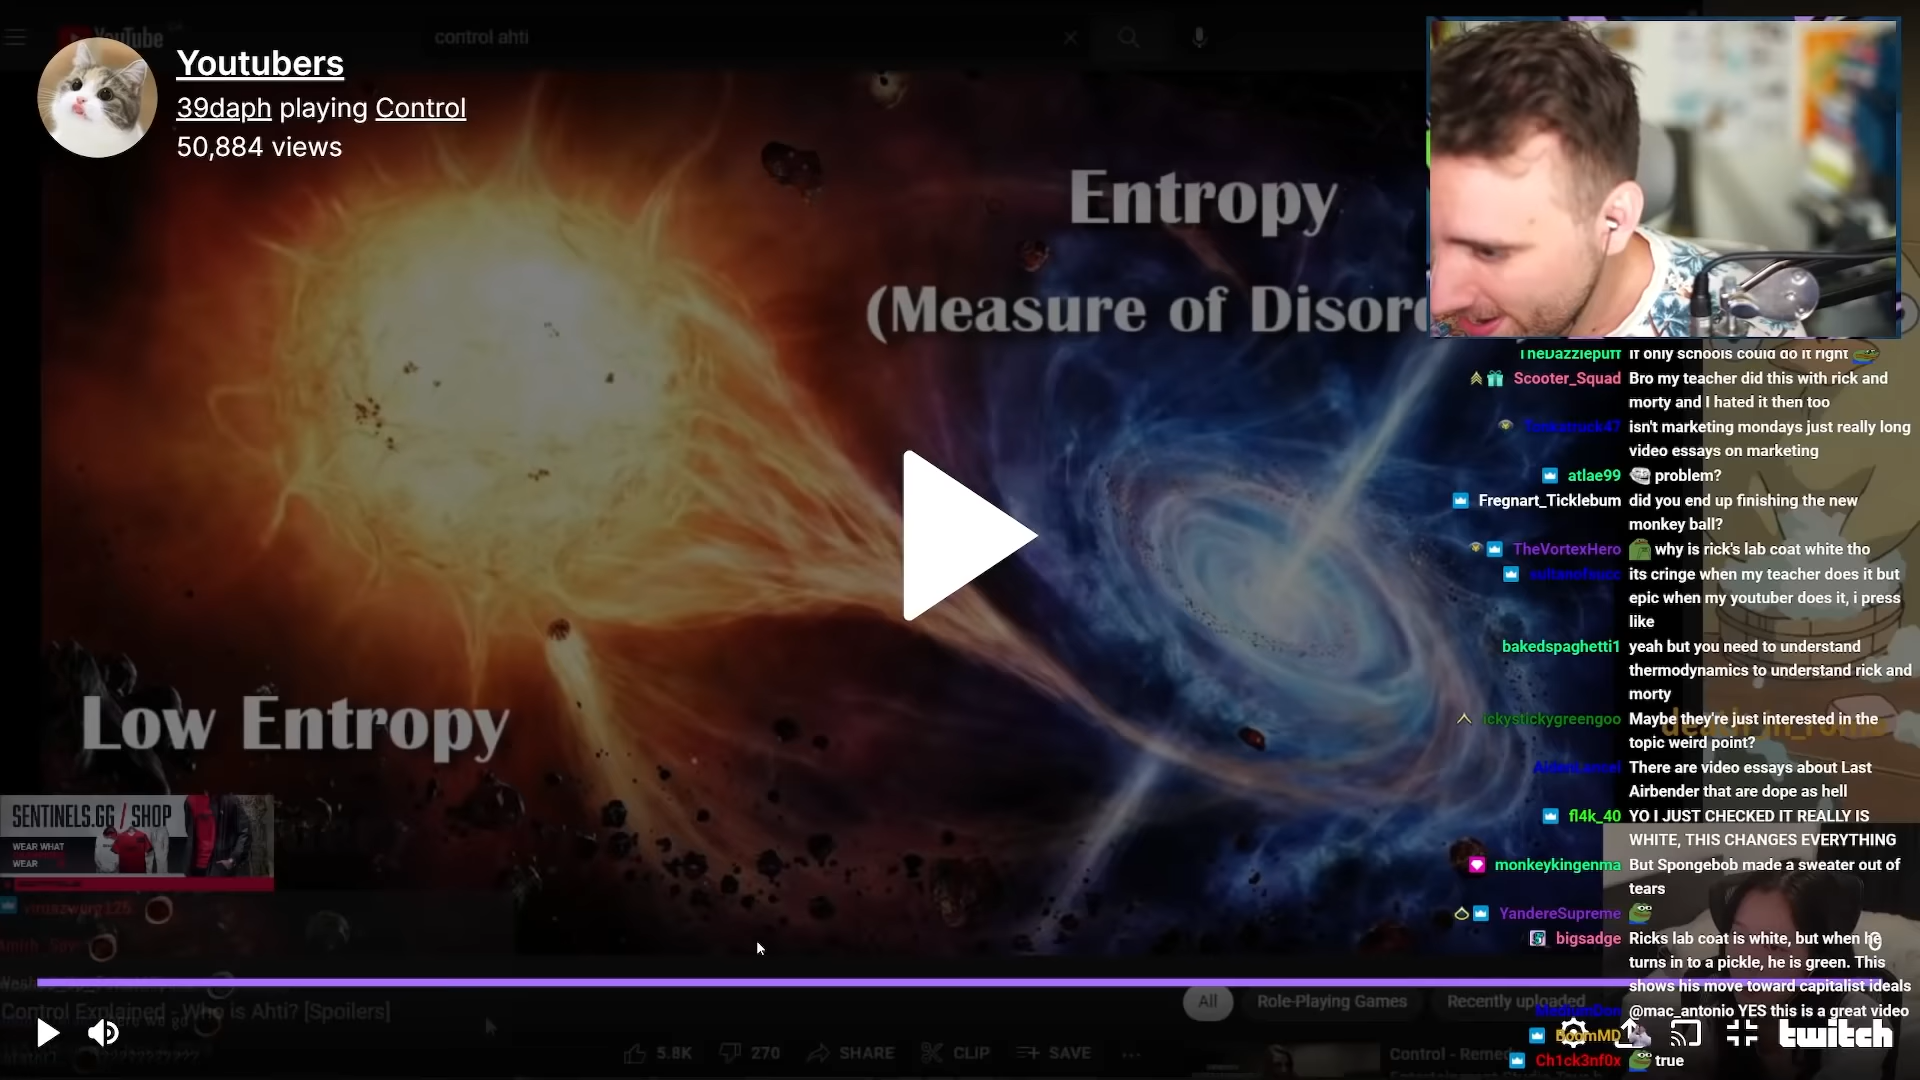 YouTube
control ahti
Youtubers
39daph playing Control
50,884 views
Entropy
(Measure of Disor
Low Entropy
SENTINELS.GG / SHOP
WEAR WHAT
WEAR
TheDazzlepuff If only schools could do it right
Scooter_Squad Bro my teacher did this with rick and
morty and I hated it then too
isn't marketing mondays just really long
video essays on marketing
atlae99 problem?
Fregnart_Ticklebum did you end up finishing the new
monkey ball?
TheVortexHero why is rick's lab coat white tho
its cringe when my teacher does it but
epic when my youtuber does it, i press
like
bakedspaghetti1 yeah but you need to understand
thermodynamics to understand rick and
morty
ickystickygreengoo Maybe they're just interested in the
topic weird point?
There are video essays about Last
Airbender that are dope as hell
fl4k_40 YO I JUST CHECKED IT REALLY IS
WHITE, THIS CHANGES EVERYTHING
monkeykingenma But Spongebob made a sweater out of
tears
YandereSupreme
bigsadge Ricks lab coat is white, but when he
turns in to a pickle, he is green. This
shows his move toward capitalist ideals
@mac_antonio YES this is a great video
BoomMD
Ch1ck3nf0x true
Control Explained - Who is Ahti? [Spoilers]
All Role-Playing Games Recently uploaded
5.8K 270 SHARE CLIP SAVE
Control - Remed
twitch